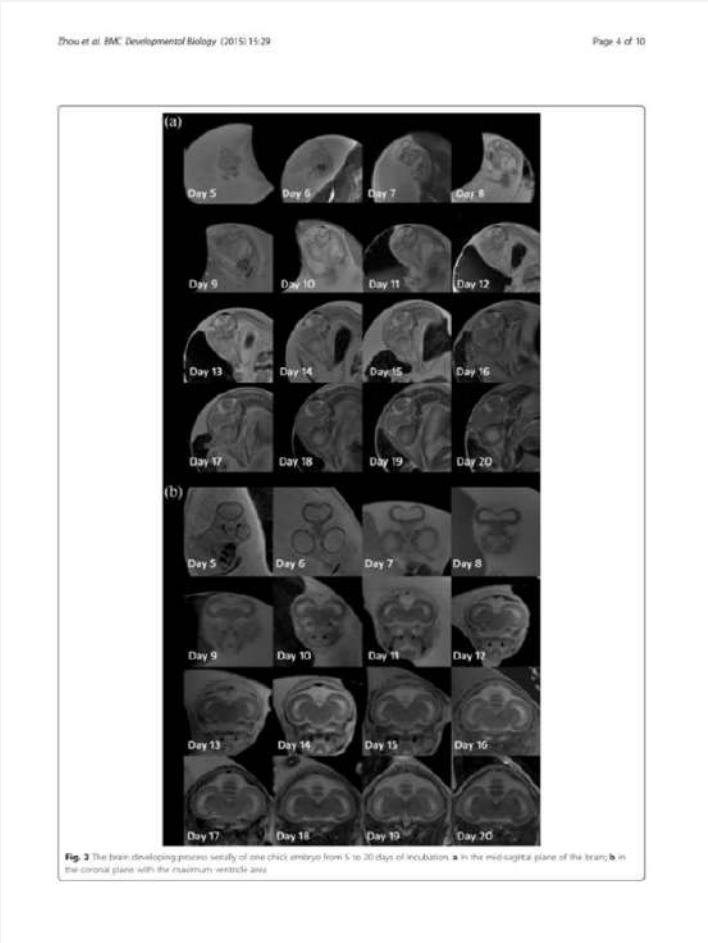 Zhou et al. BMC Developmental Biology (2015) 15:29
Page 4 of 10
(a)
Day 5 Day 6 Day 7 Day 8
Day 9 Day 10 Day 11 Day 12
Day 13 Day 14 Day 15 Day 16
Day 17 Day 18 Day 19 Day 20
(b)
Day 5 Day 6 Day 7 Day 8
Day 9 Day 10 Day 11 Day 12
Day 13 Day 14 Day 15 Day 16
Day 17 Day 18 Day 19 Day 20
Fig. 3 The brain developing process serially of one chick embryo from 5 to 20 days of incubation. a in the mid-sagittal plane of the brain; b in
the coronal plane with the maximum ventricle area